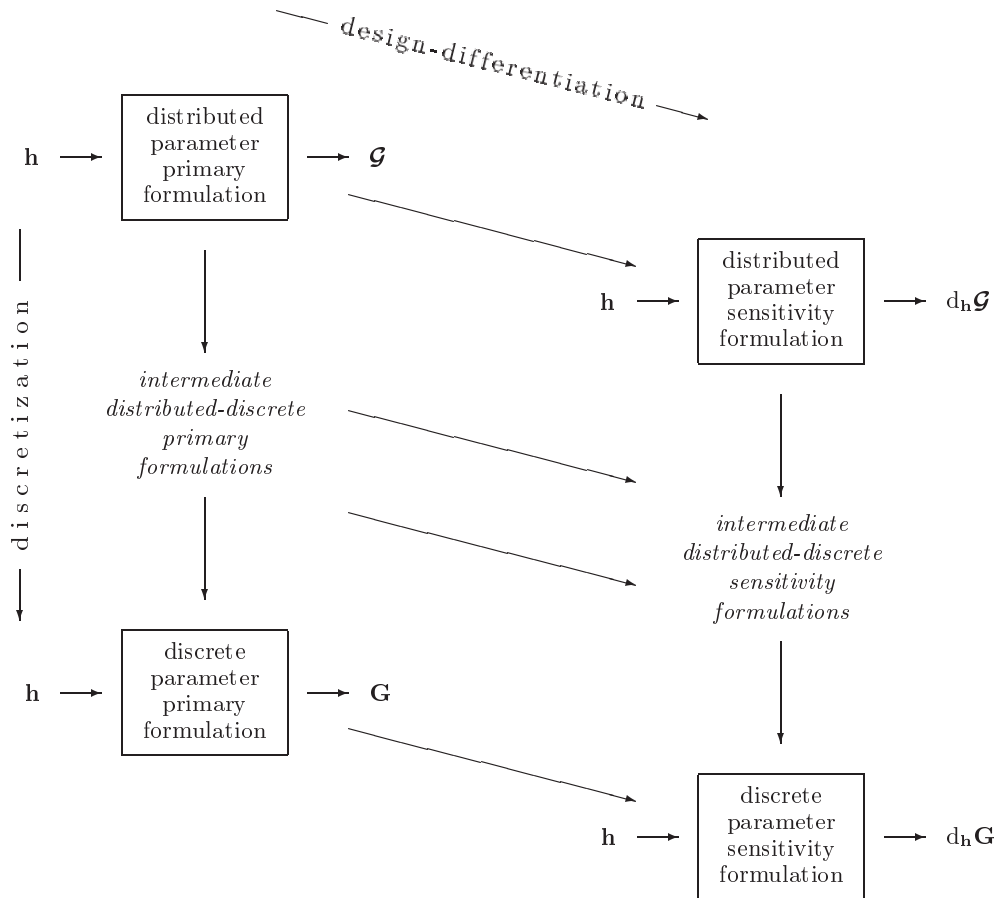 design-differentiation
distributed
parameter
primary
formulation
h
𝓖
distributed
parameter
sensitivity
formulation
h
d_h𝓖
discretization
intermediate
distributed-discrete
primary
formulations
intermediate
distributed-discrete
sensitivity
formulations
discrete
parameter
primary
formulation
h
G
discrete
parameter
sensitivity
formulation
h
d_hG